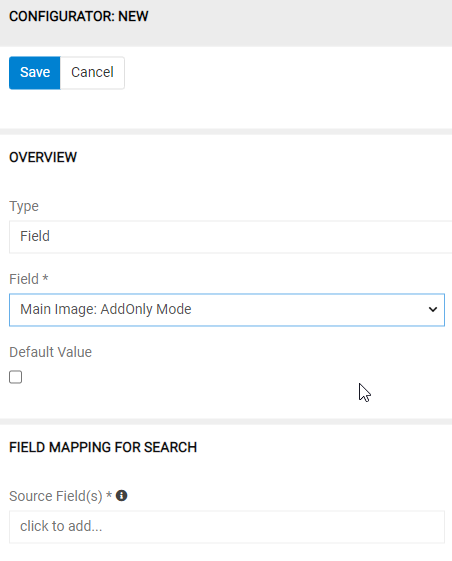 CONFIGURATOR: NEW
Save Cancel
OVERVIEW
Type
Field
Field *
Main Image: AddOnly Mode
Default Value
FIELD MAPPING FOR SEARCH
Source Field(s) *
click to add...